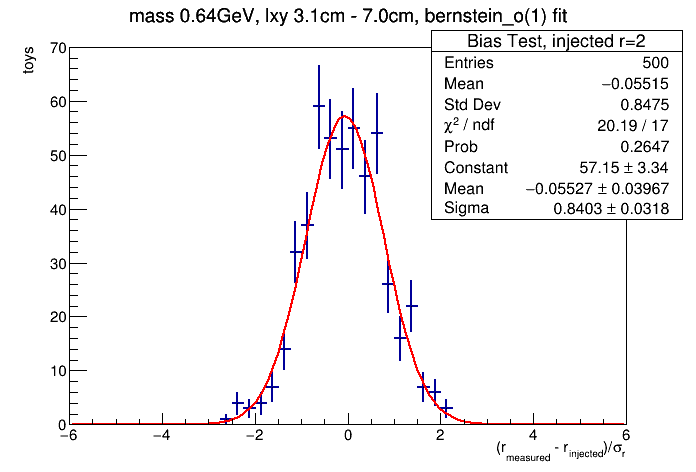 mass 0.64GeV, lxy 3.1cm - 7.0cm, bernstein_o(1) fit
Bias Test, injected r=2
Entries 500
Mean −0.05515
Std Dev 0.8475
χ² / ndf 20.19 / 17
Prob 0.2647
Constant 57.15 ± 3.34
Mean −0.05527 ± 0.03967
Sigma 0.8403 ± 0.0318
toys
70
60
50
40
30
20
10
0
−6 −4 −2 0 2 4 6
(r_measured - r_injected)/σ_r